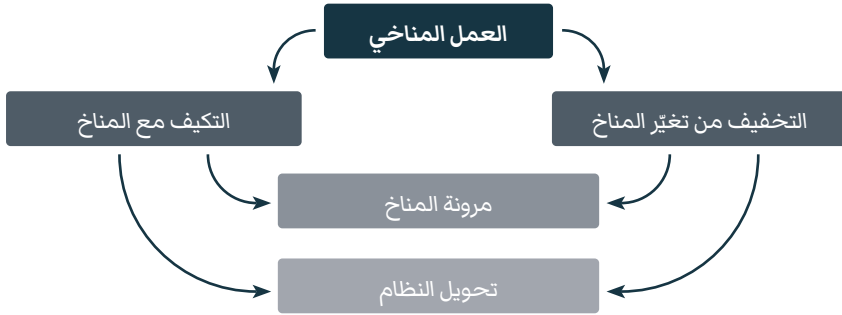 العمل المناخي
التخفيف من تغيّر المناخ
التكيف مع المناخ
مرونة المناخ
تحويل النظام